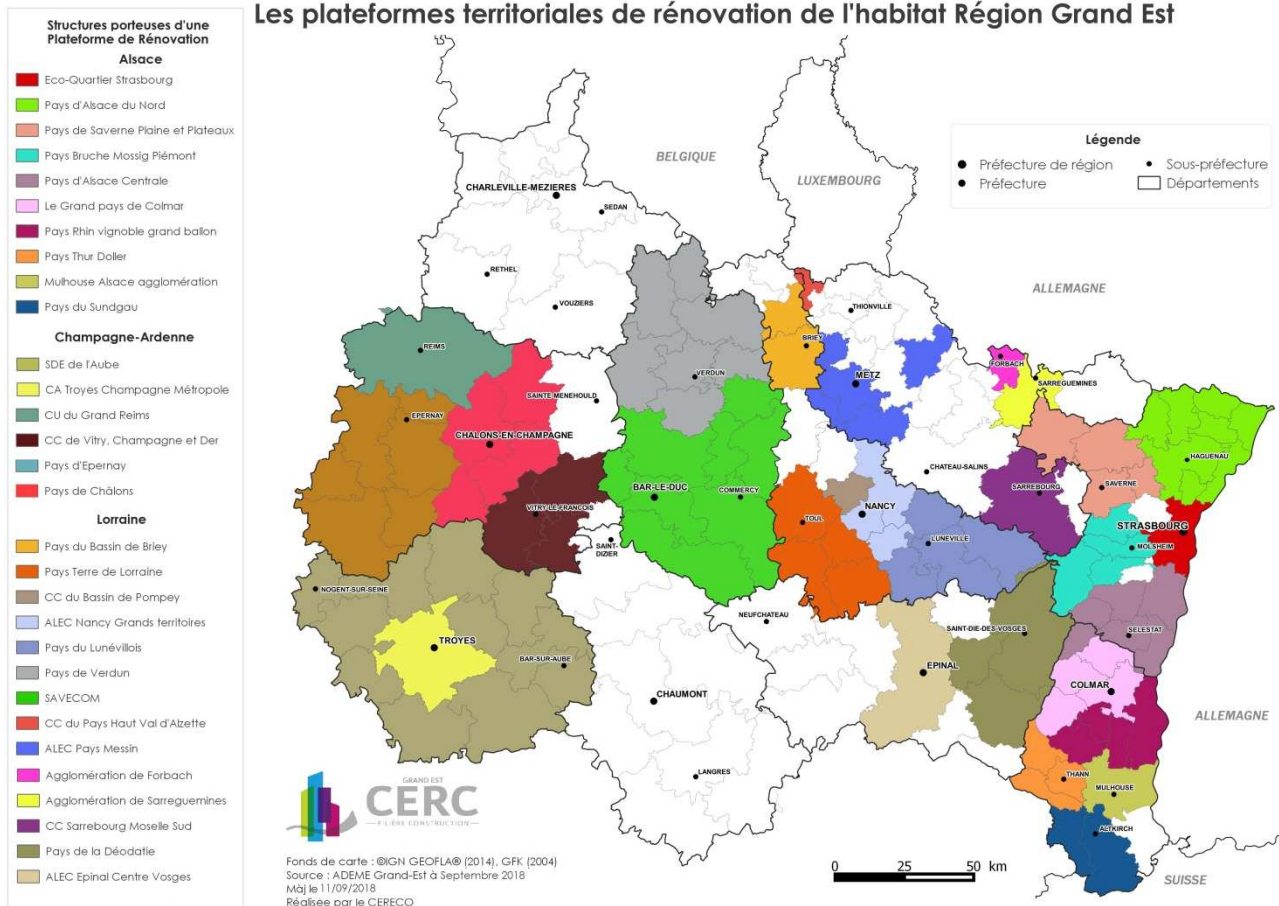 Les plateformes territoriales de rénovation de l'habitat Région Grand Est
Structures porteuses d'une
Plateforme de Rénovation
Alsace
Eco-Quartier Strasbourg
Pays d'Alsace du Nord
Pays de Saverne Plaine et Plateaux
Pays Bruche Mossig Piémont
Pays d'Alsace Centrale
Le Grand pays de Colmar
Pays Rhin vignoble grand ballon
Pays Thur Doller
Mulhouse Alsace agglomération
Pays du Sundgau
Champagne-Ardenne
SDE de l'Aube
CA Troyes Champagne Métropole
CU du Grand Reims
CC de Vitry, Champagne et Der
Pays d'Epernay
Pays de Châlons
Lorraine
Pays du Bassin de Briey
Pays Terre de Lorraine
CC du Bassin de Pompey
ALEC Nancy Grands territoires
Pays du Lunévillois
Pays de Verdun
SAVECOM
CC du Pays Haut Val d'Alzette
ALEC Pays Messin
Agglomération de Forbach
Agglomération de Sarreguemines
CC Sarrebourg Moselle Sud
Pays de la Déodatie
ALEC Epinal Centre Vosges
Légende
Préfecture de région
Sous-préfecture
Préfecture
Départements
BELGIQUE
LUXEMBOURG
ALLEMAGNE
CHARLEVILLE-MEZIERES
SEDAN
RETHEL
VOUZIERS
THIONVILLE
REIMS
BRIEY
FORBACH
VERDUN
METZ
SARREGUEMINES
SAINTE-MENEHOULD
EPERNAY
CHALONS-EN-CHAMPAGNE
HAGUENAU
CHATEAU-SALINS
SARREBOURG
SAVERNE
BAR-LE-DUC
COMMERCY
VITRY-LE-FRANCOIS
NANCY
TOUL
STRASBOURG
SAINT-
DIZIER
LUNEVILLE
MOLSHEIM
NOGENT-SUR-SEINE
NEUFCHATEAU
SAINT-DIE-DES-VOSGES
SELESTAT
TROYES
BAR-SUR-AUBE
EPINAL
COLMAR
CHAUMONT
ALLEMAGNE
LANGRES
THANN
MULHOUSE
ALTKIRCH
SUISSE
GRAND EST
CERC
FILIÈRE CONSTRUCTION
Fonds de carte : ©IGN GEOFLA® (2014), GFK (2004)
Source : ADEME Grand-Est à Septembre 2018
Màj le 11/09/2018
Réalisée par le CERECO
0 25 50 km